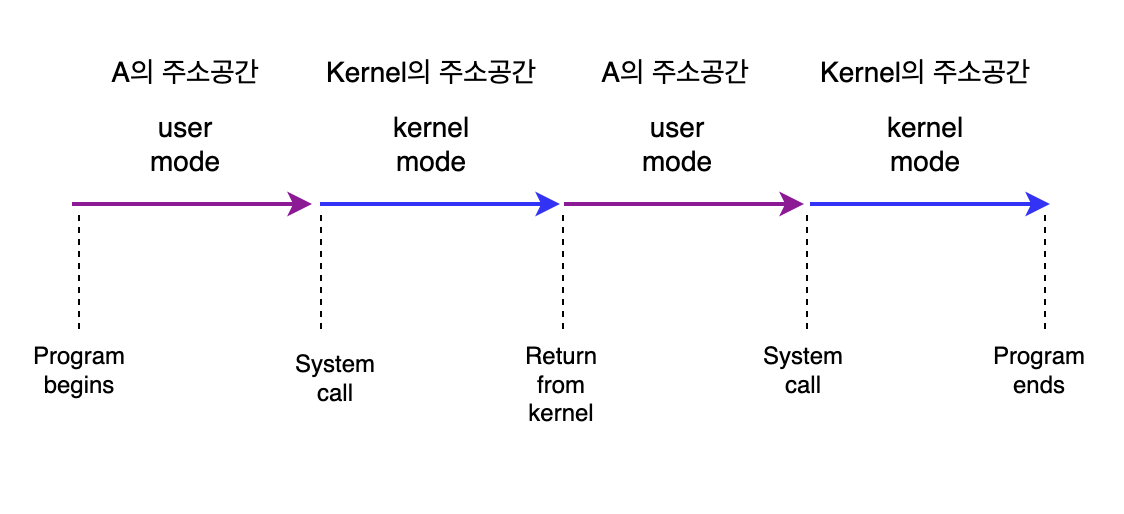 A의 주소공간
Kernel의 주소공간
A의 주소공간
Kernel의 주소공간
user
mode
kernel
mode
user
mode
kernel
mode
Program
begins
System
call
Return
from
kernel
System
call
Program
ends